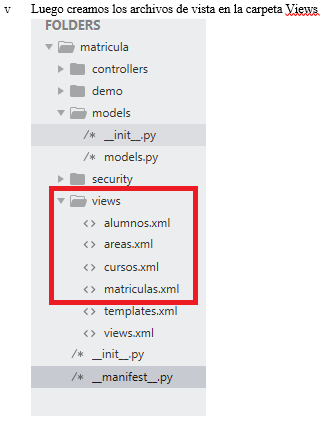 v Luego creamos los archivos de vista en la carpeta Views
FOLDERS
matricula
controllers
demo
models
/* __init__.py
/* models.py
security
views
<> alumnos.xml
<> areas.xml
<> cursos.xml
<> matriculas.xml
<> templates.xml
<> views.xml
/* __init__.py
/* __manifest__.py